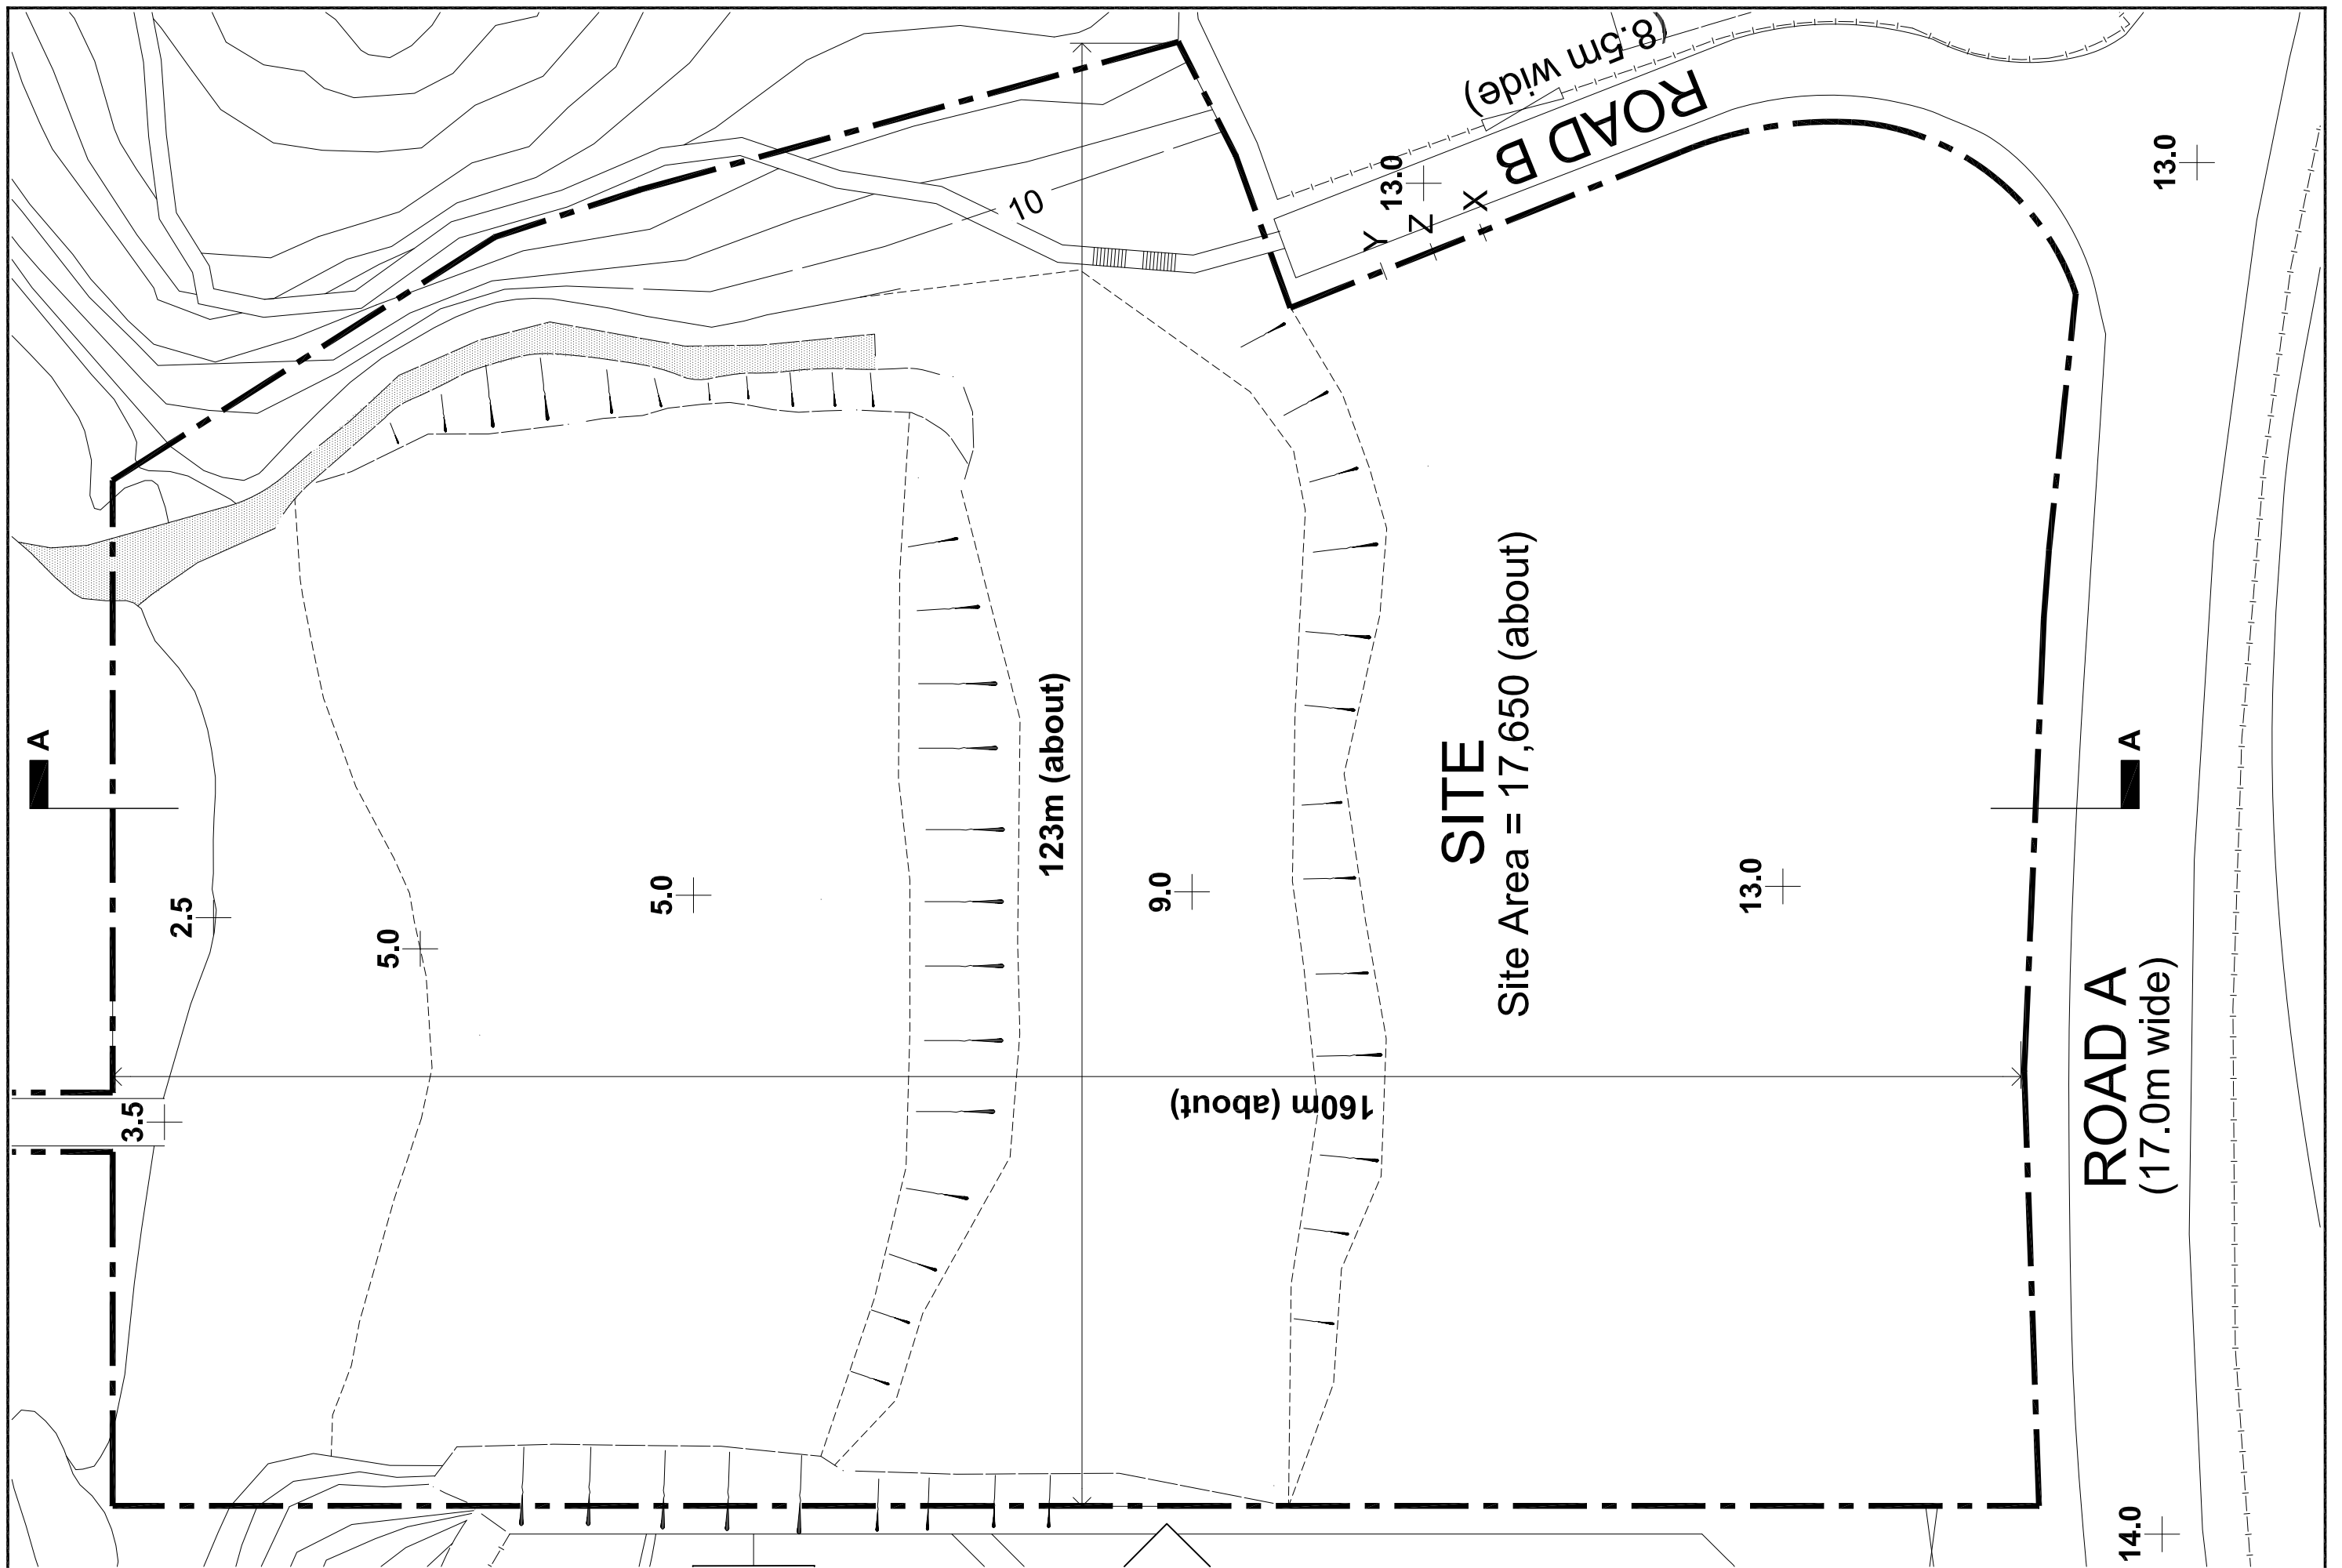 (8.5m wide)
ROAD B
13.0
13.0
Y
Z
X
10
A
2.5
5.0
5.0
123m (about)
9.0
SITE
Site Area = 17,650 (about)
13.0
A
3.5
160m (about)
ROAD A
(17.0m wide)
14.0